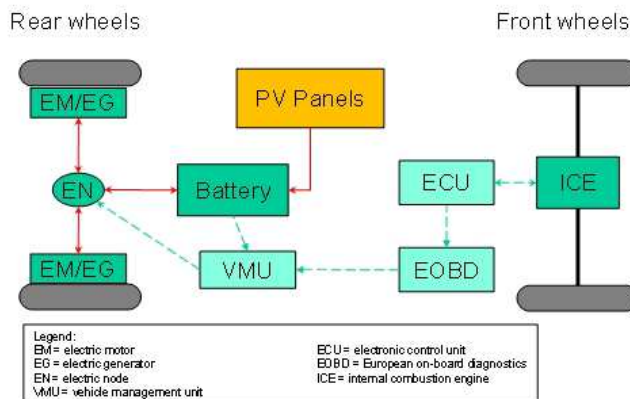 Rear wheels
Front wheels
EM/EG
PV Panels
EN
Battery
ECU
ICE
EM/EG
VMU
EOBD
Legend:
EM = electric motor
EG = electric generator
EN = electric node
VMU = vehicle management unit
ECU = electronic control unit
EOBD = European on-board diagnostics
ICE = internal combustion engine